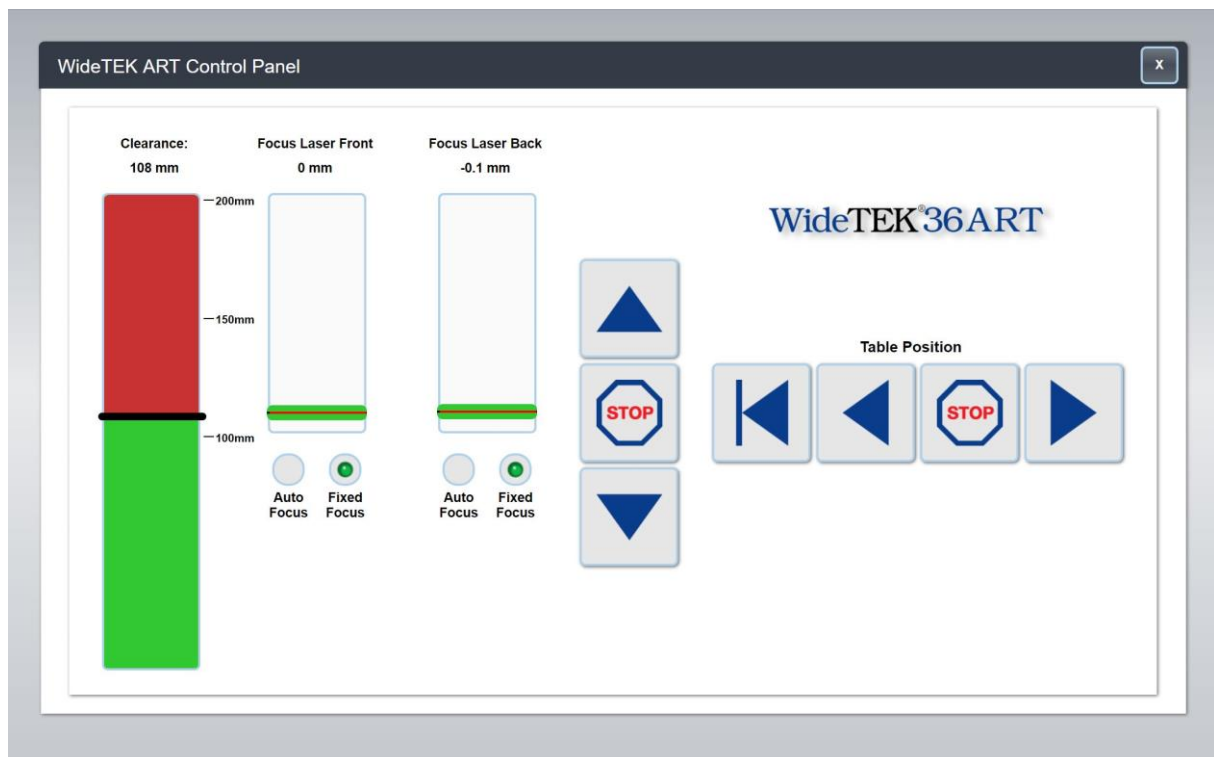 WideTEK ART Control Panel
x
Clearance:
108 mm
Focus Laser Front
0 mm
Focus Laser Back
-0.1 mm
200mm
150mm
100mm
Auto
Focus
Fixed
Focus
Auto
Focus
Fixed
Focus
STOP
WideTEK®36ART
Table Position
STOP